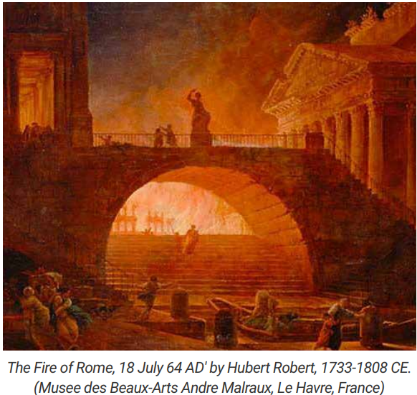 The Fire of Rome, 18 July 64 AD' by Hubert Robert, 1733-1808 CE.
(Musee des Beaux-Arts Andre Malraux, Le Havre, France)